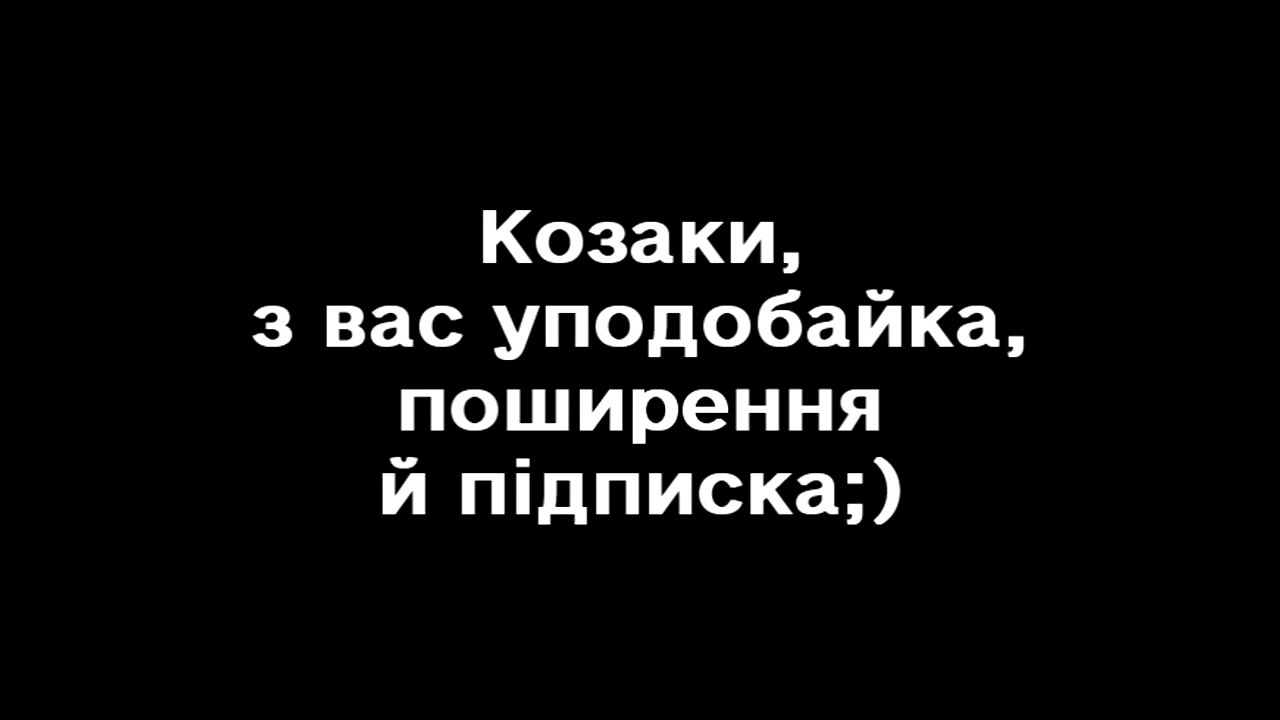 Козаки,
з вас уподобайка,
поширення
й підписка;)